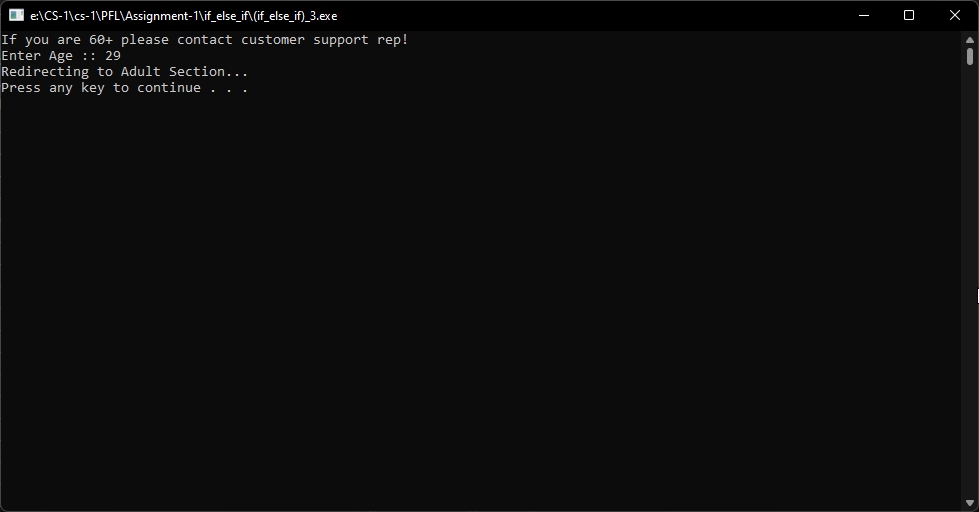 e:\CS-1\cs-1\PFL\Assignment-1\if_else_if\(if_else_if)_3.exe
If you are 60+ please contact customer support rep!
Enter Age :: 29
Redirecting to Adult Section...
Press any key to continue . . .